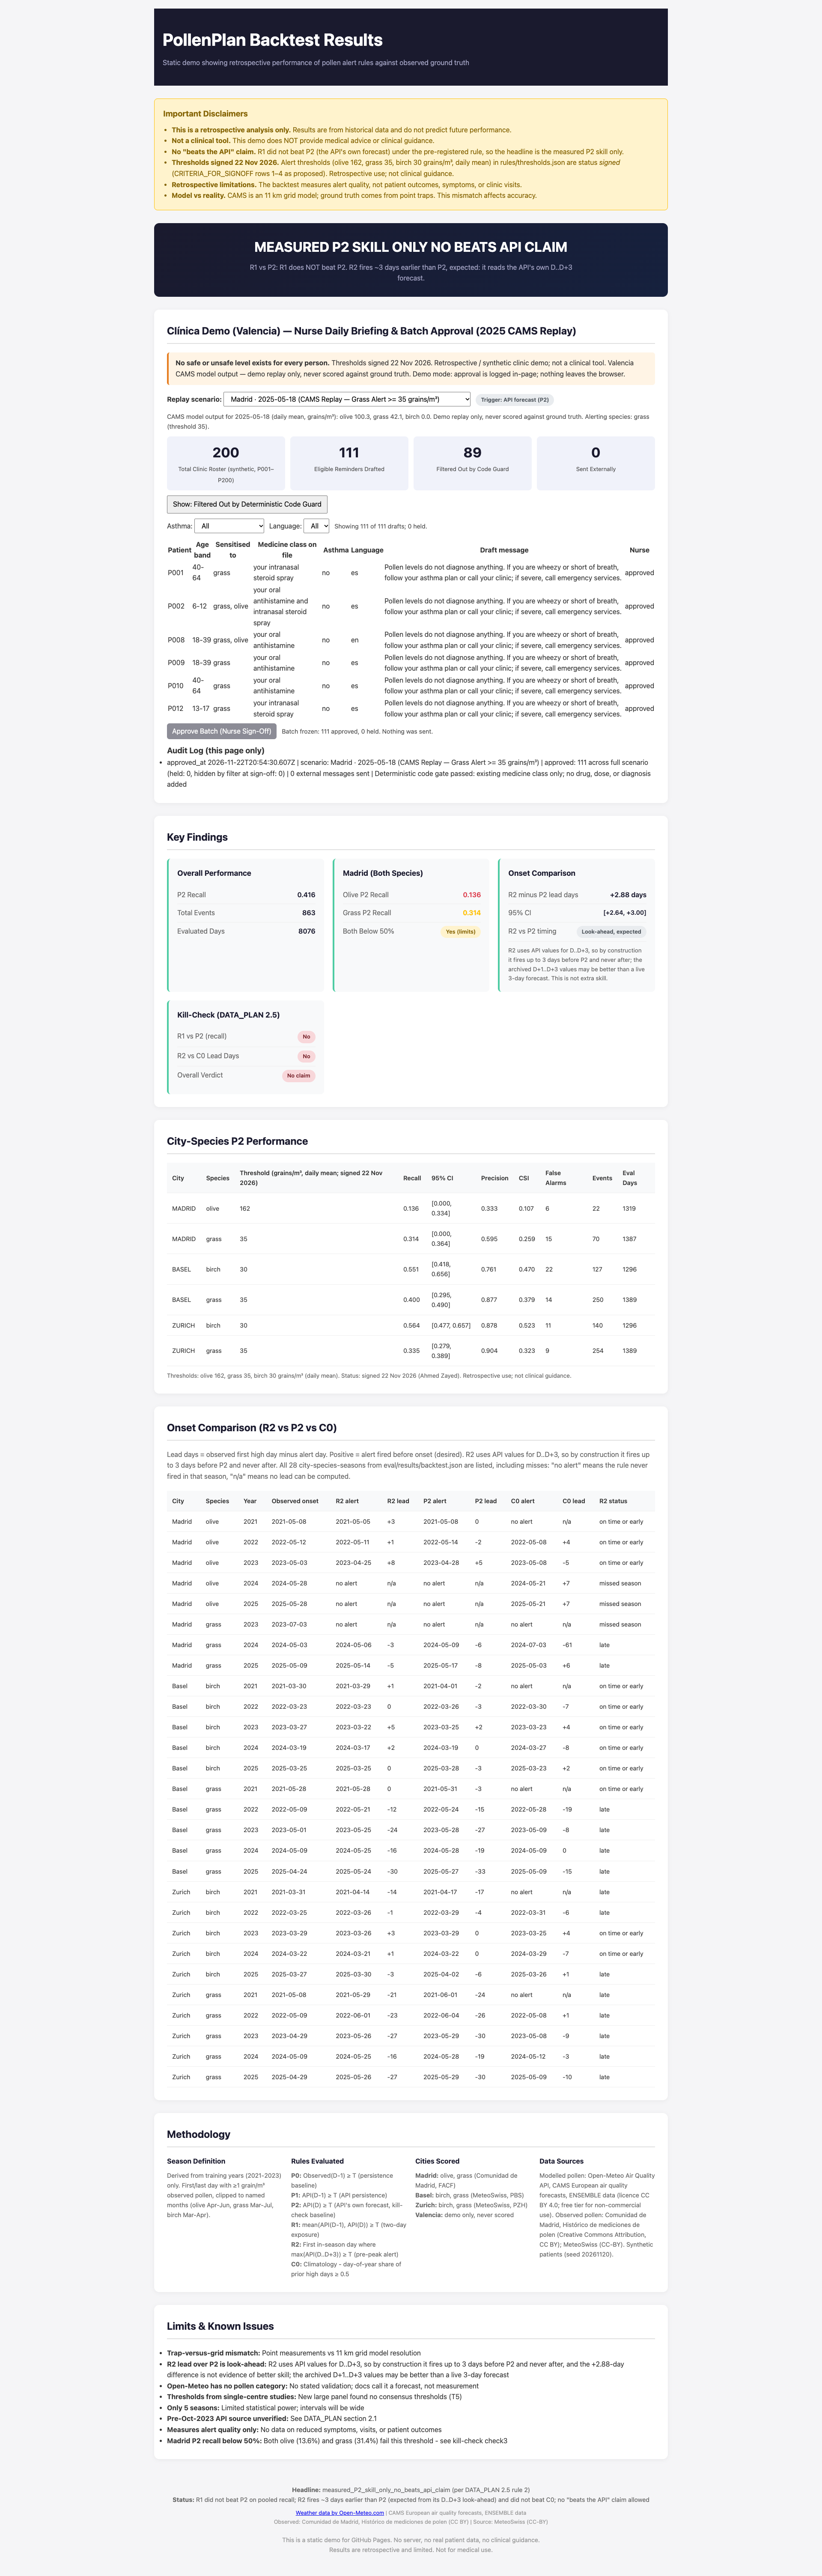 PollenPlan Backtest Results
Static demo showing retrospective performance of pollen alert rules against observed ground truth
Important Disclaimers
• This is a retrospective analysis only. Results are from historical data and do not predict future performance.
• Not a clinical tool. This demo does NOT provide medical advice or clinical guidance.
• No "beats the API" claim. R1 did not beat P2 (the API's own forecast) under the pre-registered rule, so the headline is the measured P2 skill only.
• Thresholds signed 22 Nov 2026. Alert thresholds (olive 162, grass 35, birch 30 grains/m³, daily mean) in rules/thresholds.json are status signed
(CRITERIA_FOR_SIGNOFF rows 1–4 as proposed). Retrospective use; not clinical guidance.
• Retrospective limitations. The backtest measures alert quality, not patient outcomes, symptoms, or clinic visits.
• Model vs reality. CAMS is an 11 km grid model; ground truth comes from point traps. This mismatch affects accuracy.
MEASURED P2 SKILL ONLY NO BEATS API CLAIM
R1 vs P2: R1 does NOT beat P2. R2 fires ~3 days earlier than P2, expected: it reads the API's own D..D+3
forecast.
Clínica Demo (Valencia) — Nurse Daily Briefing & Batch Approval (2025 CAMS Replay)
No safe or unsafe level exists for every person. Thresholds signed 22 Nov 2026. Retrospective / synthetic clinic demo; not a clinical tool. Valencia
CAMS model output — demo replay only, never scored against ground truth. Demo mode: approval is logged in-page; nothing leaves the browser.
Replay scenario: Madrid · 2025-05-18 (CAMS Replay — Grass Alert >= 35 grains/m³) Trigger: API forecast (P2)
CAMS model output for 2025-05-18 (daily mean, grains/m³): olive 100.3, grass 42.1, birch 0.0. Demo replay only, never scored against ground truth. Alerting species: grass
(threshold 35).
200 111 89 0
Total Clinic Roster (synthetic, P001–
P200) Eligible Reminders Drafted Filtered Out by Code Guard Sent Externally
Show: Filtered Out by Deterministic Code Guard
Asthma: All Language: All Showing 111 of 111 drafts; 0 held.
Patient Age band Sensitised to Medicine class on file Asthma Language Draft message Nurse
P001 40-64 grass your intranasal steroid spray no es Pollen levels do not diagnose anything. If you are wheezy or short of breath, follow your asthma plan or call your clinic; if severe, call emergency services. approved
P002 6-12 grass, olive your oral antihistamine and intranasal steroid spray no es Pollen levels do not diagnose anything. If you are wheezy or short of breath, follow your asthma plan or call your clinic; if severe, call emergency services. approved
P008 18-39 grass, olive your oral antihistamine no en Pollen levels do not diagnose anything. If you are wheezy or short of breath, follow your asthma plan or call your clinic; if severe, call emergency services. approved
P009 18-39 grass your oral antihistamine no es Pollen levels do not diagnose anything. If you are wheezy or short of breath, follow your asthma plan or call your clinic; if severe, call emergency services. approved
P010 40-64 grass your oral antihistamine no es Pollen levels do not diagnose anything. If you are wheezy or short of breath, follow your asthma plan or call your clinic; if severe, call emergency services. approved
P012 13-17 grass your intranasal steroid spray no es Pollen levels do not diagnose anything. If you are wheezy or short of breath, follow your asthma plan or call your clinic; if severe, call emergency services. approved
Approve Batch (Nurse Sign-Off) Batch frozen: 111 approved, 0 held. Nothing was sent.
Audit Log (this page only)
• approved_at 2026-11-22T20:54:30.607Z | scenario: Madrid · 2025-05-18 (CAMS Replay — Grass Alert >= 35 grains/m³) | approved: 111 across full scenario
(held: 0, hidden by filter at sign-off: 0) | 0 external messages sent | Deterministic code gate passed: existing medicine class only; no drug, dose, or diagnosis
added
Key Findings
Overall Performance
P2 Recall 0.416
Total Events 863
Evaluated Days 8076
Madrid (Both Species)
Olive P2 Recall 0.136
Grass P2 Recall 0.314
Both Below 50% Yes (limits)
Onset Comparison
R2 minus P2 lead days +2.88 days
95% CI [+2.64, +3.00]
R2 vs P2 timing Look-ahead, expected
R2 uses API values for D..D+3, so by construction
it fires up to 3 days before P2 and never after; the
archived D+1..D+3 values may be better than a live
3-day forecast. This is not extra skill.
Kill-Check (DATA_PLAN 2.5)
R1 vs P2 (recall) No
R2 vs C0 Lead Days No
Overall Verdict No claim
City-Species P2 Performance
City Species Threshold (grains/m³, daily mean; signed 22 Nov 2026) Recall 95% CI Precision CSI False Alarms Events Eval Days
MADRID olive 162 0.136 [0.000, 0.334] 0.333 0.107 6 22 1319
MADRID grass 35 0.314 [0.000, 0.364] 0.595 0.259 15 70 1387
BASEL birch 30 0.551 [0.418, 0.656] 0.761 0.470 22 127 1296
BASEL grass 35 0.400 [0.295, 0.490] 0.877 0.379 14 250 1389
ZURICH birch 30 0.564 [0.477, 0.657] 0.878 0.523 11 140 1296
ZURICH grass 35 0.335 [0.279, 0.389] 0.904 0.323 9 254 1389
Thresholds: olive 162, grass 35, birch 30 grains/m³ (daily mean). Status: signed 22 Nov 2026 (Ahmed Zayed). Retrospective use; not clinical guidance.
Onset Comparison (R2 vs P2 vs C0)
Lead days = observed first high day minus alert day. Positive = alert fired before onset (desired). R2 uses API values for D..D+3, so by construction it fires up
to 3 days before P2 and never after. All 28 city-species-seasons from eval/results/backtest.json are listed, including misses: "no alert" means the rule never
fired in that season, "n/a" means no lead can be computed.
City Species Year Observed onset R2 alert R2 lead P2 alert P2 lead C0 alert C0 lead R2 status
Madrid olive 2021 2021-05-08 2021-05-05 +3 2021-05-08 0 no alert n/a on time or early
Madrid olive 2022 2022-05-12 2022-05-11 +1 2022-05-14 -2 2022-05-08 +4 on time or early
Madrid olive 2023 2023-05-03 2023-04-25 +8 2023-04-28 +5 2023-05-08 -5 on time or early
Madrid olive 2024 2024-05-28 no alert n/a no alert n/a 2024-05-21 +7 missed season
Madrid olive 2025 2025-05-28 no alert n/a no alert n/a 2025-05-21 +7 missed season
Madrid grass 2023 2023-07-03 no alert n/a no alert n/a no alert n/a missed season
Madrid grass 2024 2024-05-03 2024-05-06 -3 2024-05-09 -6 2024-07-03 -61 late
Madrid grass 2025 2025-05-09 2025-05-14 -5 2025-05-17 -8 2025-05-03 +6 late
Basel birch 2021 2021-03-30 2021-03-29 +1 2021-04-01 -2 no alert n/a on time or early
Basel birch 2022 2022-03-23 2022-03-23 0 2022-03-26 -3 2022-03-30 -7 on time or early
Basel birch 2023 2023-03-27 2023-03-22 +5 2023-03-25 +2 2023-03-23 +4 on time or early
Basel birch 2024 2024-03-19 2024-03-17 +2 2024-03-19 0 2024-03-27 -8 on time or early
Basel birch 2025 2025-03-25 2025-03-25 0 2025-03-28 -3 2025-03-23 +2 on time or early
Basel grass 2021 2021-05-28 2021-05-28 0 2021-05-31 -3 no alert n/a on time or early
Basel grass 2022 2022-05-09 2022-05-21 -12 2022-05-24 -15 2022-05-28 -19 late
Basel grass 2023 2023-05-01 2023-05-25 -24 2023-05-28 -27 2023-05-09 -8 late
Basel grass 2024 2024-05-09 2024-05-25 -16 2024-05-28 -19 2024-05-09 0 late
Basel grass 2025 2025-04-24 2025-05-24 -30 2025-05-27 -33 2025-05-09 -15 late
Zurich birch 2021 2021-03-31 2021-04-14 -14 2021-04-17 -17 no alert n/a late
Zurich birch 2022 2022-03-25 2022-03-26 -1 2022-03-29 -4 2022-03-31 -6 late
Zurich birch 2023 2023-03-29 2023-03-26 +3 2023-03-29 0 2023-03-25 +4 on time or early
Zurich birch 2024 2024-03-22 2024-03-21 +1 2024-03-22 0 2024-03-29 -7 on time or early
Zurich birch 2025 2025-03-27 2025-03-30 -3 2025-04-02 -6 2025-03-26 +1 late
Zurich grass 2021 2021-05-08 2021-05-29 -21 2021-06-01 -24 no alert n/a late
Zurich grass 2022 2022-05-09 2022-06-01 -23 2022-06-04 -26 2022-05-08 +1 late
Zurich grass 2023 2023-04-29 2023-05-26 -27 2023-05-29 -30 2023-05-08 -9 late
Zurich grass 2024 2024-05-09 2024-05-25 -16 2024-05-28 -19 2024-05-12 -3 late
Zurich grass 2025 2025-04-29 2025-05-26 -27 2025-05-29 -30 2025-05-09 -10 late
Methodology
Season Definition
Derived from training years (2021-2023)
only. First/last day with ≥1 grain/m³
observed pollen, clipped to named
months (olive Apr-Jun, grass Mar-Jul,
birch Mar-Apr).
Rules Evaluated
P0: Observed(D-1) ≥ T (persistence
baseline)
P1: API(D-1) ≥ T (API persistence)
P2: API(D) ≥ T (API's own forecast, kill-
check baseline)
R1: mean(API(D-1), API(D)) ≥ T (two-day
exposure)
R2: First in-season day where
max(API(D..D+3)) ≥ T (pre-peak alert)
C0: Climatology - day-of-year share of
prior high days ≥ 0.5
Cities Scored
Madrid: olive, grass (Comunidad de
Madrid, FACF)
Basel: birch, grass (MeteoSwiss, PBS)
Zurich: birch, grass (MeteoSwiss, PZH)
Valencia: demo only, never scored
Data Sources
Modelled pollen: Open-Meteo Air Quality
API, CAMS European air quality
forecasts, ENSEMBLE data (licence CC
BY 4.0; free tier for non-commercial
use). Observed pollen: Comunidad de
Madrid, Histórico de mediciones de
polen (Creative Commons Attribution,
CC BY); MeteoSwiss (CC-BY). Synthetic
patients (seed 20261120).
Limits & Known Issues
• Trap-versus-grid mismatch: Point measurements vs 11 km grid model resolution
• R2 lead over P2 is look-ahead: R2 uses API values for D..D+3, so by construction it fires up to 3 days before P2 and never after, and the +2.88-day
difference is not evidence of better skill; the archived D+1..D+3 values may be better than a live 3-day forecast
• Open-Meteo has no pollen category: No stated validation; docs call it a forecast, not measurement
• Thresholds from single-centre studies: New large panel found no consensus thresholds (T5)
• Only 5 seasons: Limited statistical power; intervals will be wide
• Pre-Oct-2023 API source unverified: See DATA_PLAN section 2.1
• Measures alert quality only: No data on reduced symptoms, visits, or patient outcomes
• Madrid P2 recall below 50%: Both olive (13.6%) and grass (31.4%) fail this threshold - see kill-check check3
Headline: measured_P2_skill_only_no_beats_api_claim (per DATA_PLAN 2.5 rule 2)
Status: R1 did not beat P2 on pooled recall; R2 fires ~3 days earlier than P2 (expected from its D..D+3 look-ahead) and did not beat C0; no "beats the API" claim allowed
Weather data by Open-Meteo.com | CAMS European air quality forecasts, ENSEMBLE data
Observed: Comunidad de Madrid, Histórico de mediciones de polen (CC BY) | Source: MeteoSwiss (CC-BY)
This is a static demo for GitHub Pages. No server, no real patient data, no clinical guidance.
Results are retrospective and limited. Not for medical use.